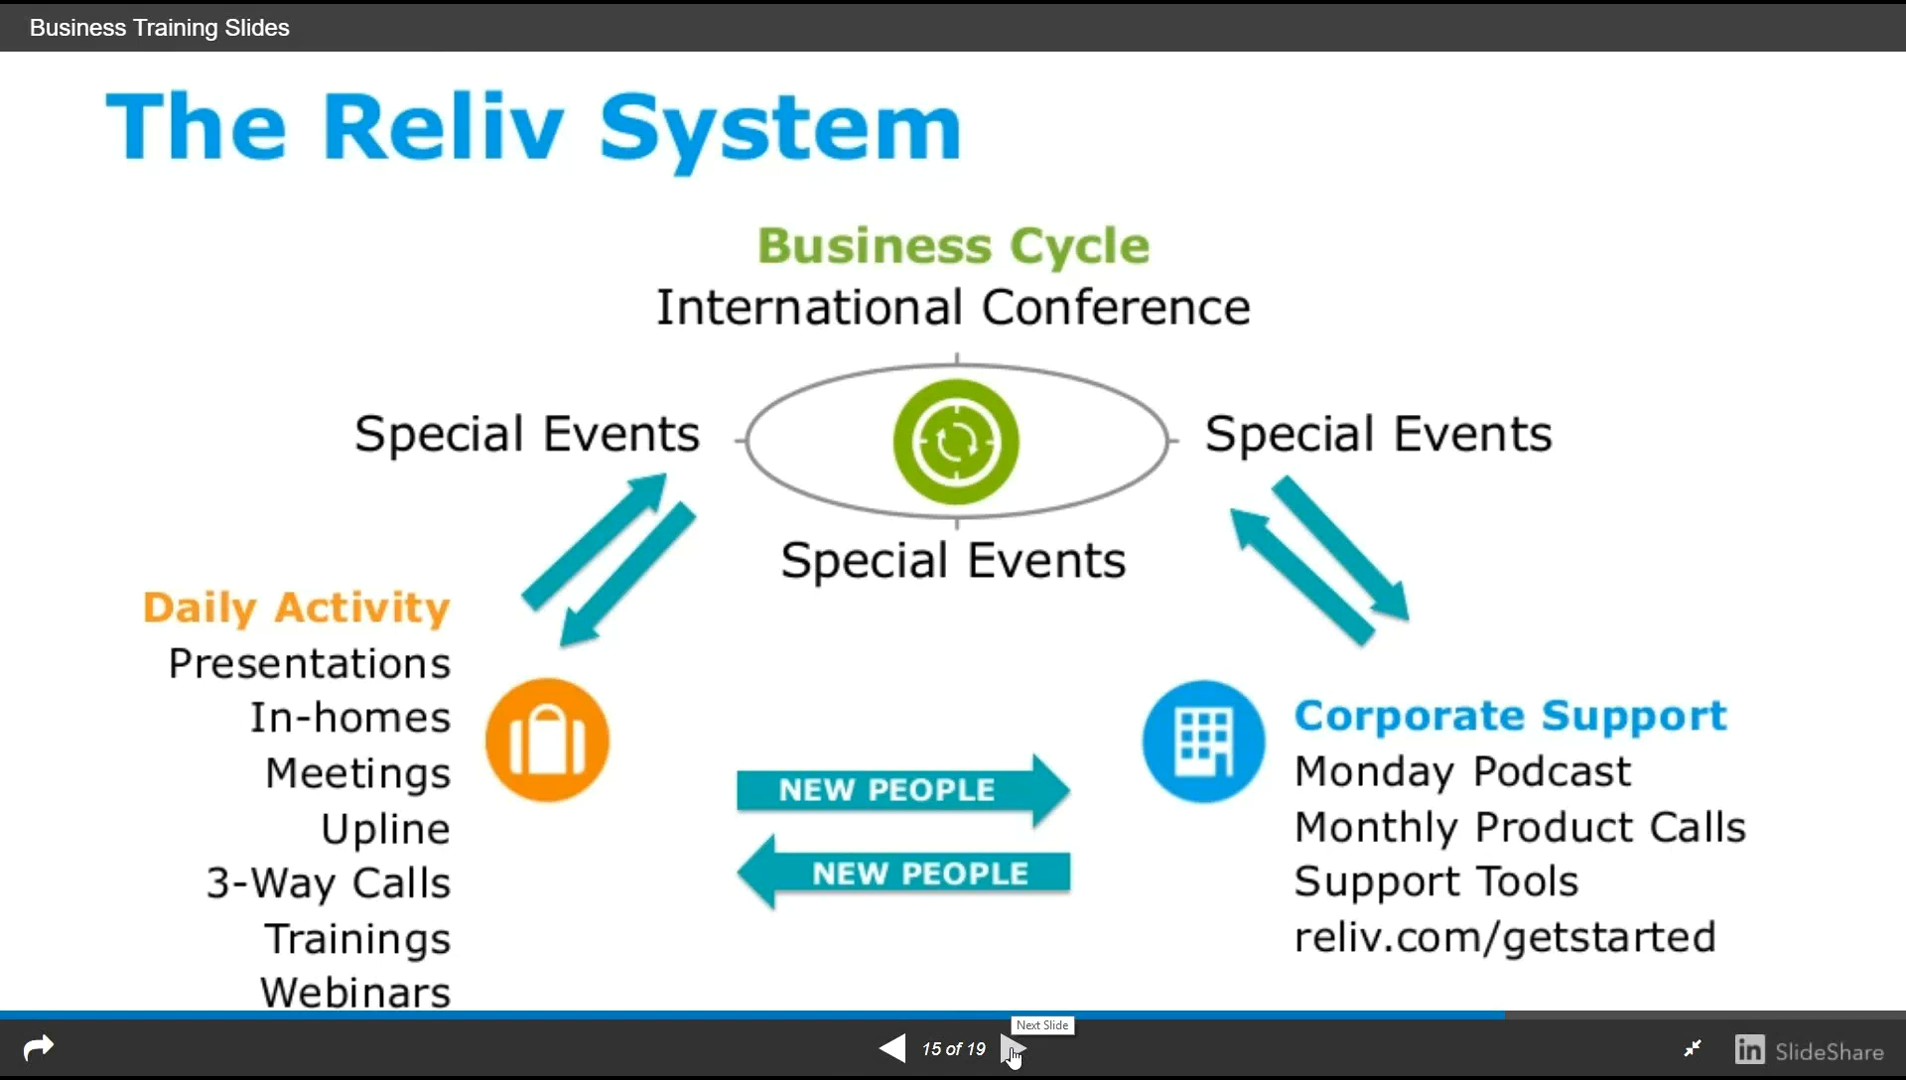 Business Training Slides
The Reliv System
Business Cycle
International Conference
Special Events
Special Events
Special Events
Daily Activity
Presentations
In-homes
Meetings
Upline
3-Way Calls
Trainings
Webinars
NEW PEOPLE
NEW PEOPLE
Corporate Support
Monday Podcast
Monthly Product Calls
Support Tools
reliv.com/getstarted
Next Slide
15 of 19
in SlideShare